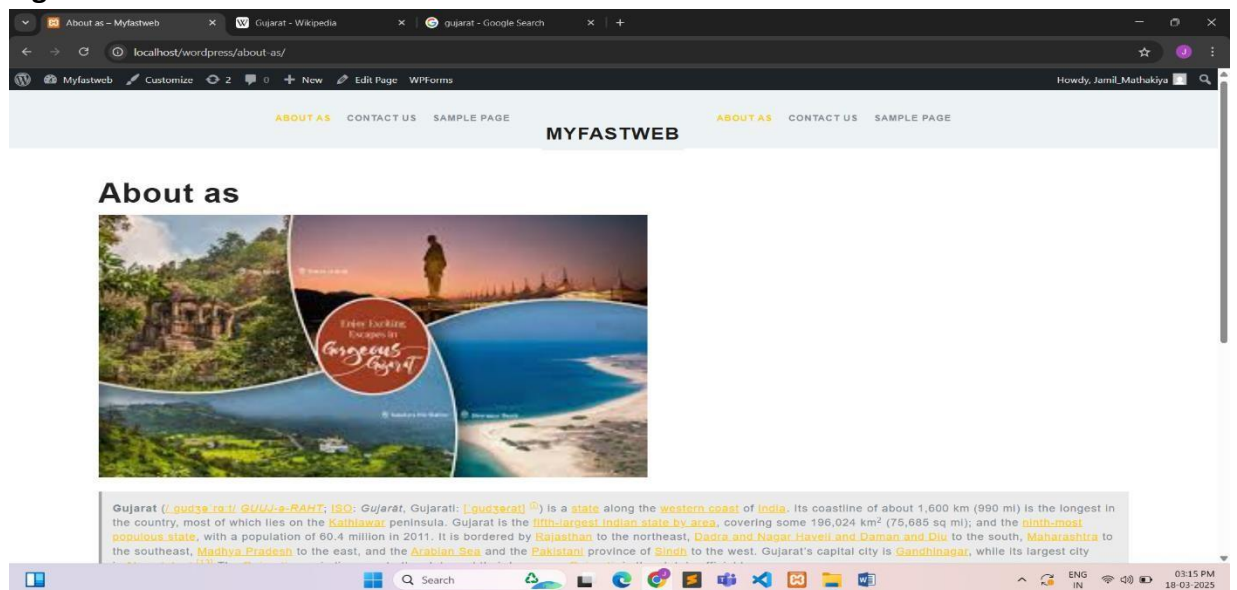 About as – Myfastweb
Gujarat - Wikipedia
gujarat - Google Search
localhost/wordpress/about-as/
J
Myfastweb Customize 2 0 + New Edit Page WPForms
Howdy, Jamil_Mathakiya
ABOUT AS CONTACT US SAMPLE PAGE
MYFASTWEB
ABOUT AS CONTACT US SAMPLE PAGE
About as
Enjoy Exciting
Escapes in
Gorgeous
Gujarat
Gujarat (/ˌɡʊdʒəˈrɑːt/ GUUJ-ə-RAHT; ISO: Gujarāt, Gujarati: [ˈɡudʒəɾat] ) is a state along the western coast of India. Its coastline of about 1,600 km (990 mi) is the longest in
the country, most of which lies on the Kathiawar peninsula. Gujarat is the fifth-largest Indian state by area, covering some 196,024 km² (75,685 sq mi); and the ninth-most
populous state, with a population of 60.4 million in 2011. It is bordered by Rajasthan to the northeast, Dadra and Nagar Haveli and Daman and Diu to the south, Maharashtra to
the southeast, Madhya Pradesh to the east, and the Arabian Sea and the Pakistani province of Sindh to the west. Gujarat's capital city is Gandhinagar, while its largest city
Search
ENG
IN
03:15 PM
18-03-2025